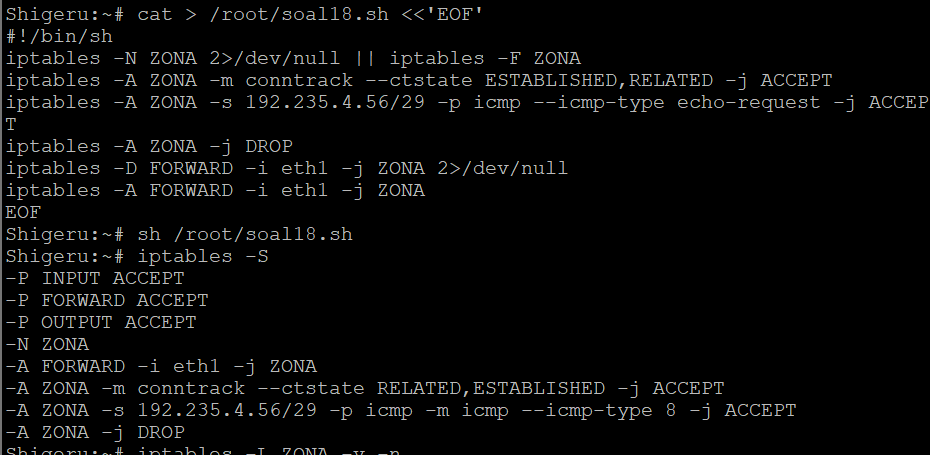 Shigeru:~# cat > /root/soal18.sh <<'EOF'
#!/bin/sh
iptables -N ZONA 2>/dev/null || iptables -F ZONA
iptables -A ZONA -m conntrack --ctstate ESTABLISHED,RELATED -j ACCEPT
iptables -A ZONA -s 192.235.4.56/29 -p icmp --icmp-type echo-request -j ACCEP
T
iptables -A ZONA -j DROP
iptables -D FORWARD -i eth1 -j ZONA 2>/dev/null
iptables -A FORWARD -i eth1 -j ZONA
EOF
Shigeru:~# sh /root/soal18.sh
Shigeru:~# iptables -S
-P INPUT ACCEPT
-P FORWARD ACCEPT
-P OUTPUT ACCEPT
-N ZONA
-A FORWARD -i eth1 -j ZONA
-A ZONA -m conntrack --ctstate RELATED,ESTABLISHED -j ACCEPT
-A ZONA -s 192.235.4.56/29 -p icmp -m icmp --icmp-type 8 -j ACCEPT
-A ZONA -j DROP
Shigeru:~# iptables -L ZONA -v -n